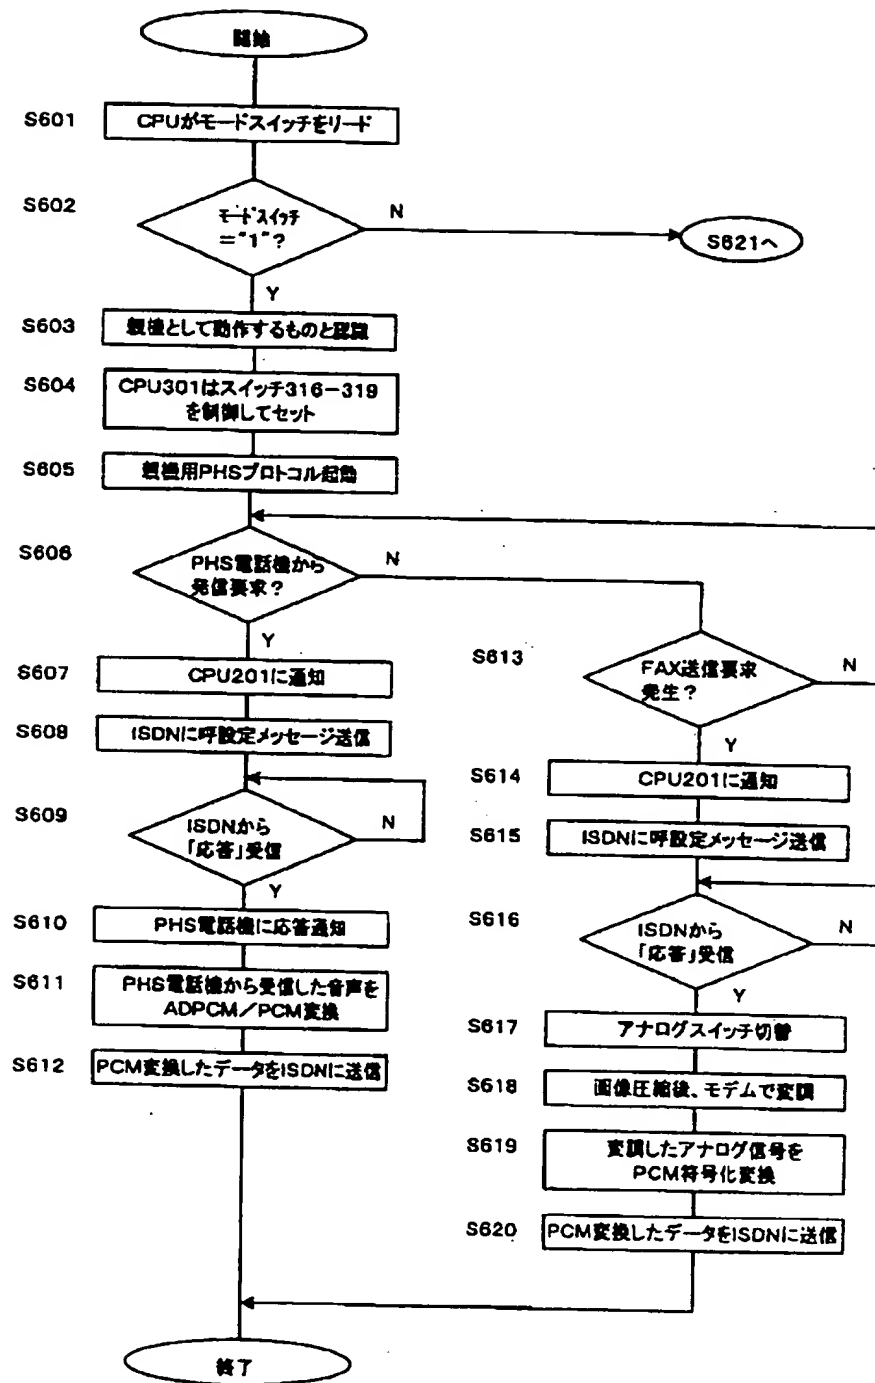 開始
S601
CPUがモードスイッチをリード
S602
モードスイッチ
="1"?
N
S621へ
Y
S603
親機として動作するものと認識
S604
CPU301はスイッチ316-319
を制御してセット
S605
親機用PHSプロトコル起動
S606
PHS電話機から
発信要求?
N
Y
S607
CPU201に通知
S608
ISDNに呼設定メッセージ送信
S609
ISDNから
「応答」受信
N
Y
S610
PHS電話機に応答通知
S611
PHS電話機から受信した音声を
ADPCM/PCM変換
S612
PCM変換したデータをISDNに送信
S613
FAX送信要求
発生?
N
Y
S614
CPU201に通知
S615
ISDNに呼設定メッセージ送信
S616
ISDNから
「応答」受信
N
Y
S617
アナログスイッチ切替
S618
画像圧縮後、モデムで変調
S619
変調したアナログ信号を
PCM符号化変換
S620
PCM変換したデータをISDNに送信
終了